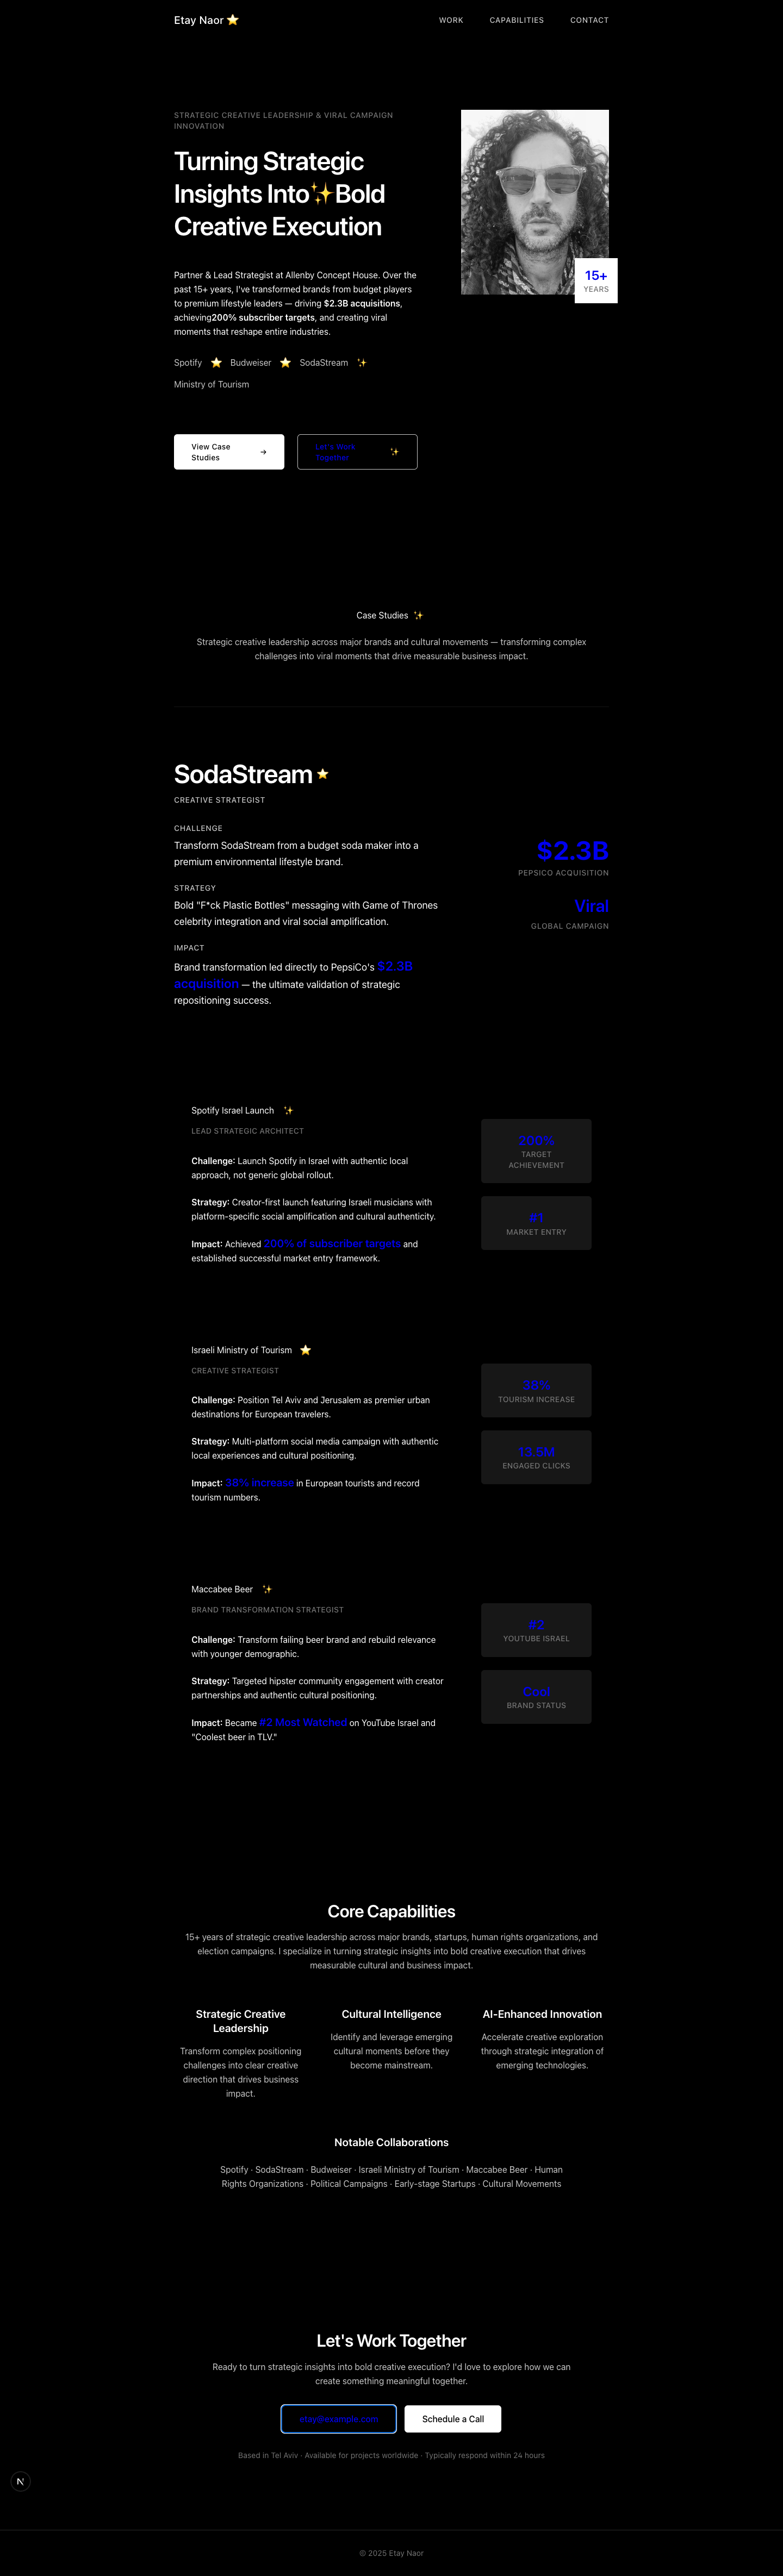 Etay Naor ⭐
WORK
CAPABILITIES
CONTACT
STRATEGIC CREATIVE LEADERSHIP & VIRAL CAMPAIGN
INNOVATION
Turning Strategic
Insights Into✨Bold
Creative Execution
15+
YEARS
Partner & Lead Strategist at Allenby Concept House. Over the
past 15+ years, I've transformed brands from budget players
to premium lifestyle leaders — driving $2.3B acquisitions,
achieving200% subscriber targets, and creating viral
moments that reshape entire industries.
Spotify ⭐ Budweiser ⭐ SodaStream ✨
Ministry of Tourism
View Case
Studies →
Let's Work
Together ✨
Case Studies ✨
Strategic creative leadership across major brands and cultural movements — transforming complex
challenges into viral moments that drive measurable business impact.
SodaStream ⭐
CREATIVE STRATEGIST
CHALLENGE
Transform SodaStream from a budget soda maker into a
premium environmental lifestyle brand.
STRATEGY
Bold "F*ck Plastic Bottles" messaging with Game of Thrones
celebrity integration and viral social amplification.
IMPACT
Brand transformation led directly to PepsiCo's $2.3B
acquisition — the ultimate validation of strategic
repositioning success.
$2.3B
PEPSICO ACQUISITION
Viral
GLOBAL CAMPAIGN
Spotify Israel Launch ✨
LEAD STRATEGIC ARCHITECT
Challenge: Launch Spotify in Israel with authentic local
approach, not generic global rollout.
Strategy: Creator-first launch featuring Israeli musicians with
platform-specific social amplification and cultural authenticity.
Impact: Achieved 200% of subscriber targets and
established successful market entry framework.
200%
TARGET
ACHIEVEMENT
#1
MARKET ENTRY
Israeli Ministry of Tourism ⭐
CREATIVE STRATEGIST
Challenge: Position Tel Aviv and Jerusalem as premier urban
destinations for European travelers.
Strategy: Multi-platform social media campaign with authentic
local experiences and cultural positioning.
Impact: 38% increase in European tourists and record
tourism numbers.
38%
TOURISM INCREASE
13.6M
ENGAGED CLICKS
Maccabee Beer ✨
BRAND TRANSFORMATION STRATEGIST
Challenge: Transform failing beer brand and rebuild relevance
with younger demographic.
Strategy: Targeted hipster community engagement with creator
partnerships and authentic cultural positioning.
Impact: Became #2 Most Watched on YouTube Israel and
"Coolest beer in TLV."
#2
YOUTUBE ISRAEL
Cool
BRAND STATUS
Core Capabilities
15+ years of strategic creative leadership across major brands, startups, human rights organizations, and
election campaigns. I specialize in turning strategic insights into bold creative execution that drives
measurable cultural and business impact.
Strategic Creative
Leadership
Transform complex positioning
challenges into clear creative
direction that drives business
impact.
Cultural Intelligence
Identify and leverage emerging
cultural moments before they
become mainstream.
AI-Enhanced Innovation
Accelerate creative exploration
through strategic integration of
emerging technologies.
Notable Collaborations
Spotify · SodaStream · Budweiser · Israeli Ministry of Tourism · Maccabee Beer · Human
Rights Organizations · Political Campaigns · Early-stage Startups · Cultural Movements
Let's Work Together
Ready to turn strategic insights into bold creative execution? I'd love to explore how we can
create something meaningful together.
etay@example.com
Schedule a Call
Based in Tel Aviv · Available for projects worldwide · Typically respond within 24 hours
N
© 2025 Etay Naor